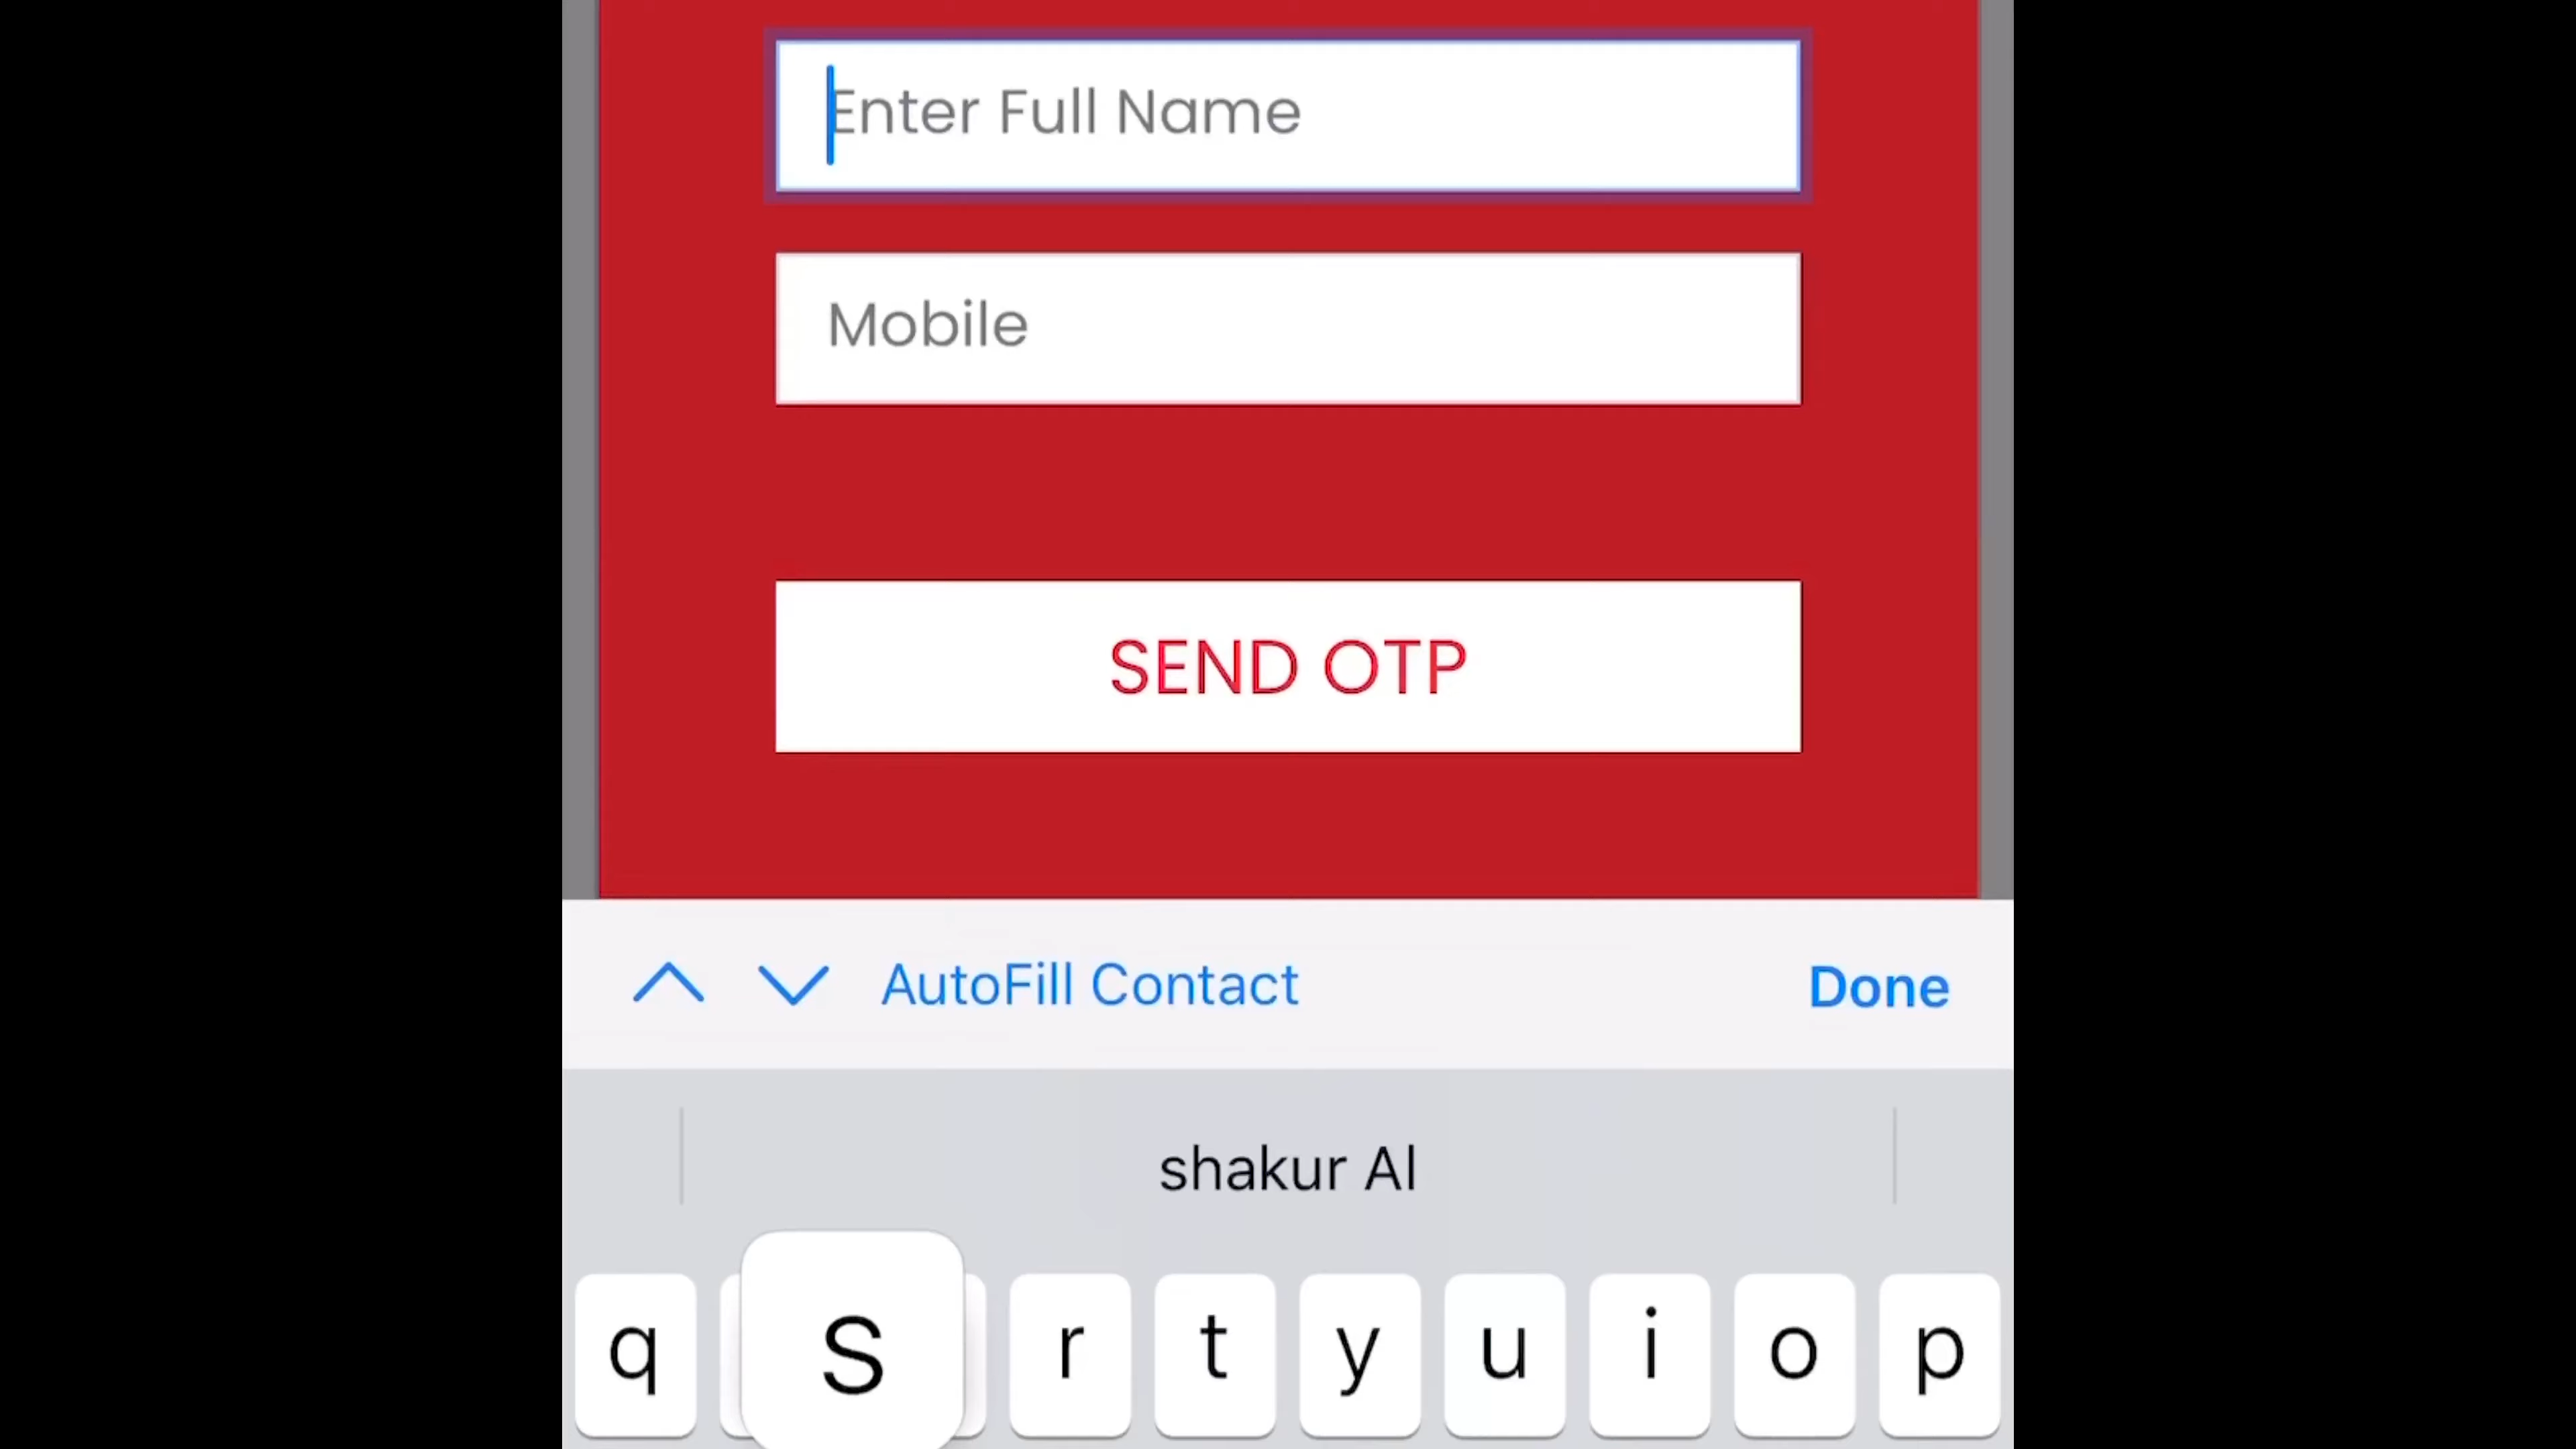 Enter Full Name
Mobile
SEND OTP
AutoFill Contact
Done
shakur Al
q s r t y u i o p